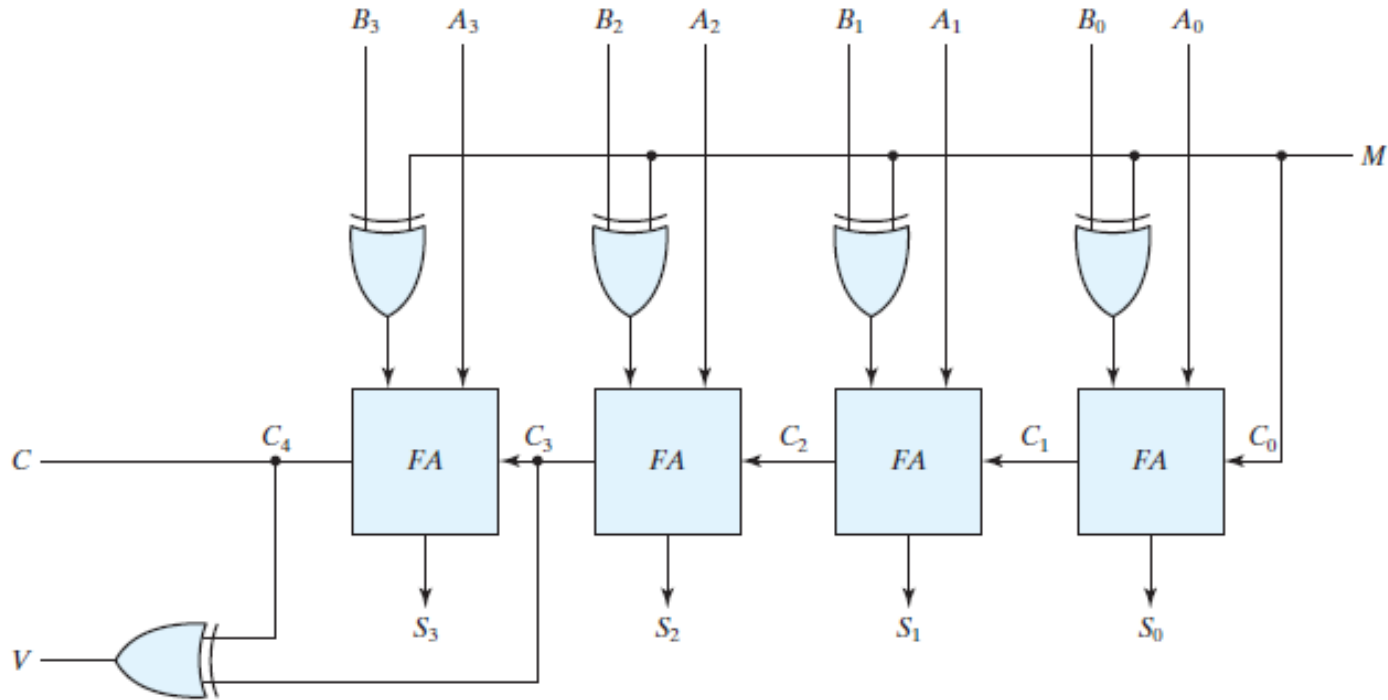 B₃ A₃ B₂ A₂ B₁ A₁ B₀ A₀
M
C₄ C₃ C₂ C₁ C₀
C FA FA FA FA
S₃ S₂ S₁ S₀
V